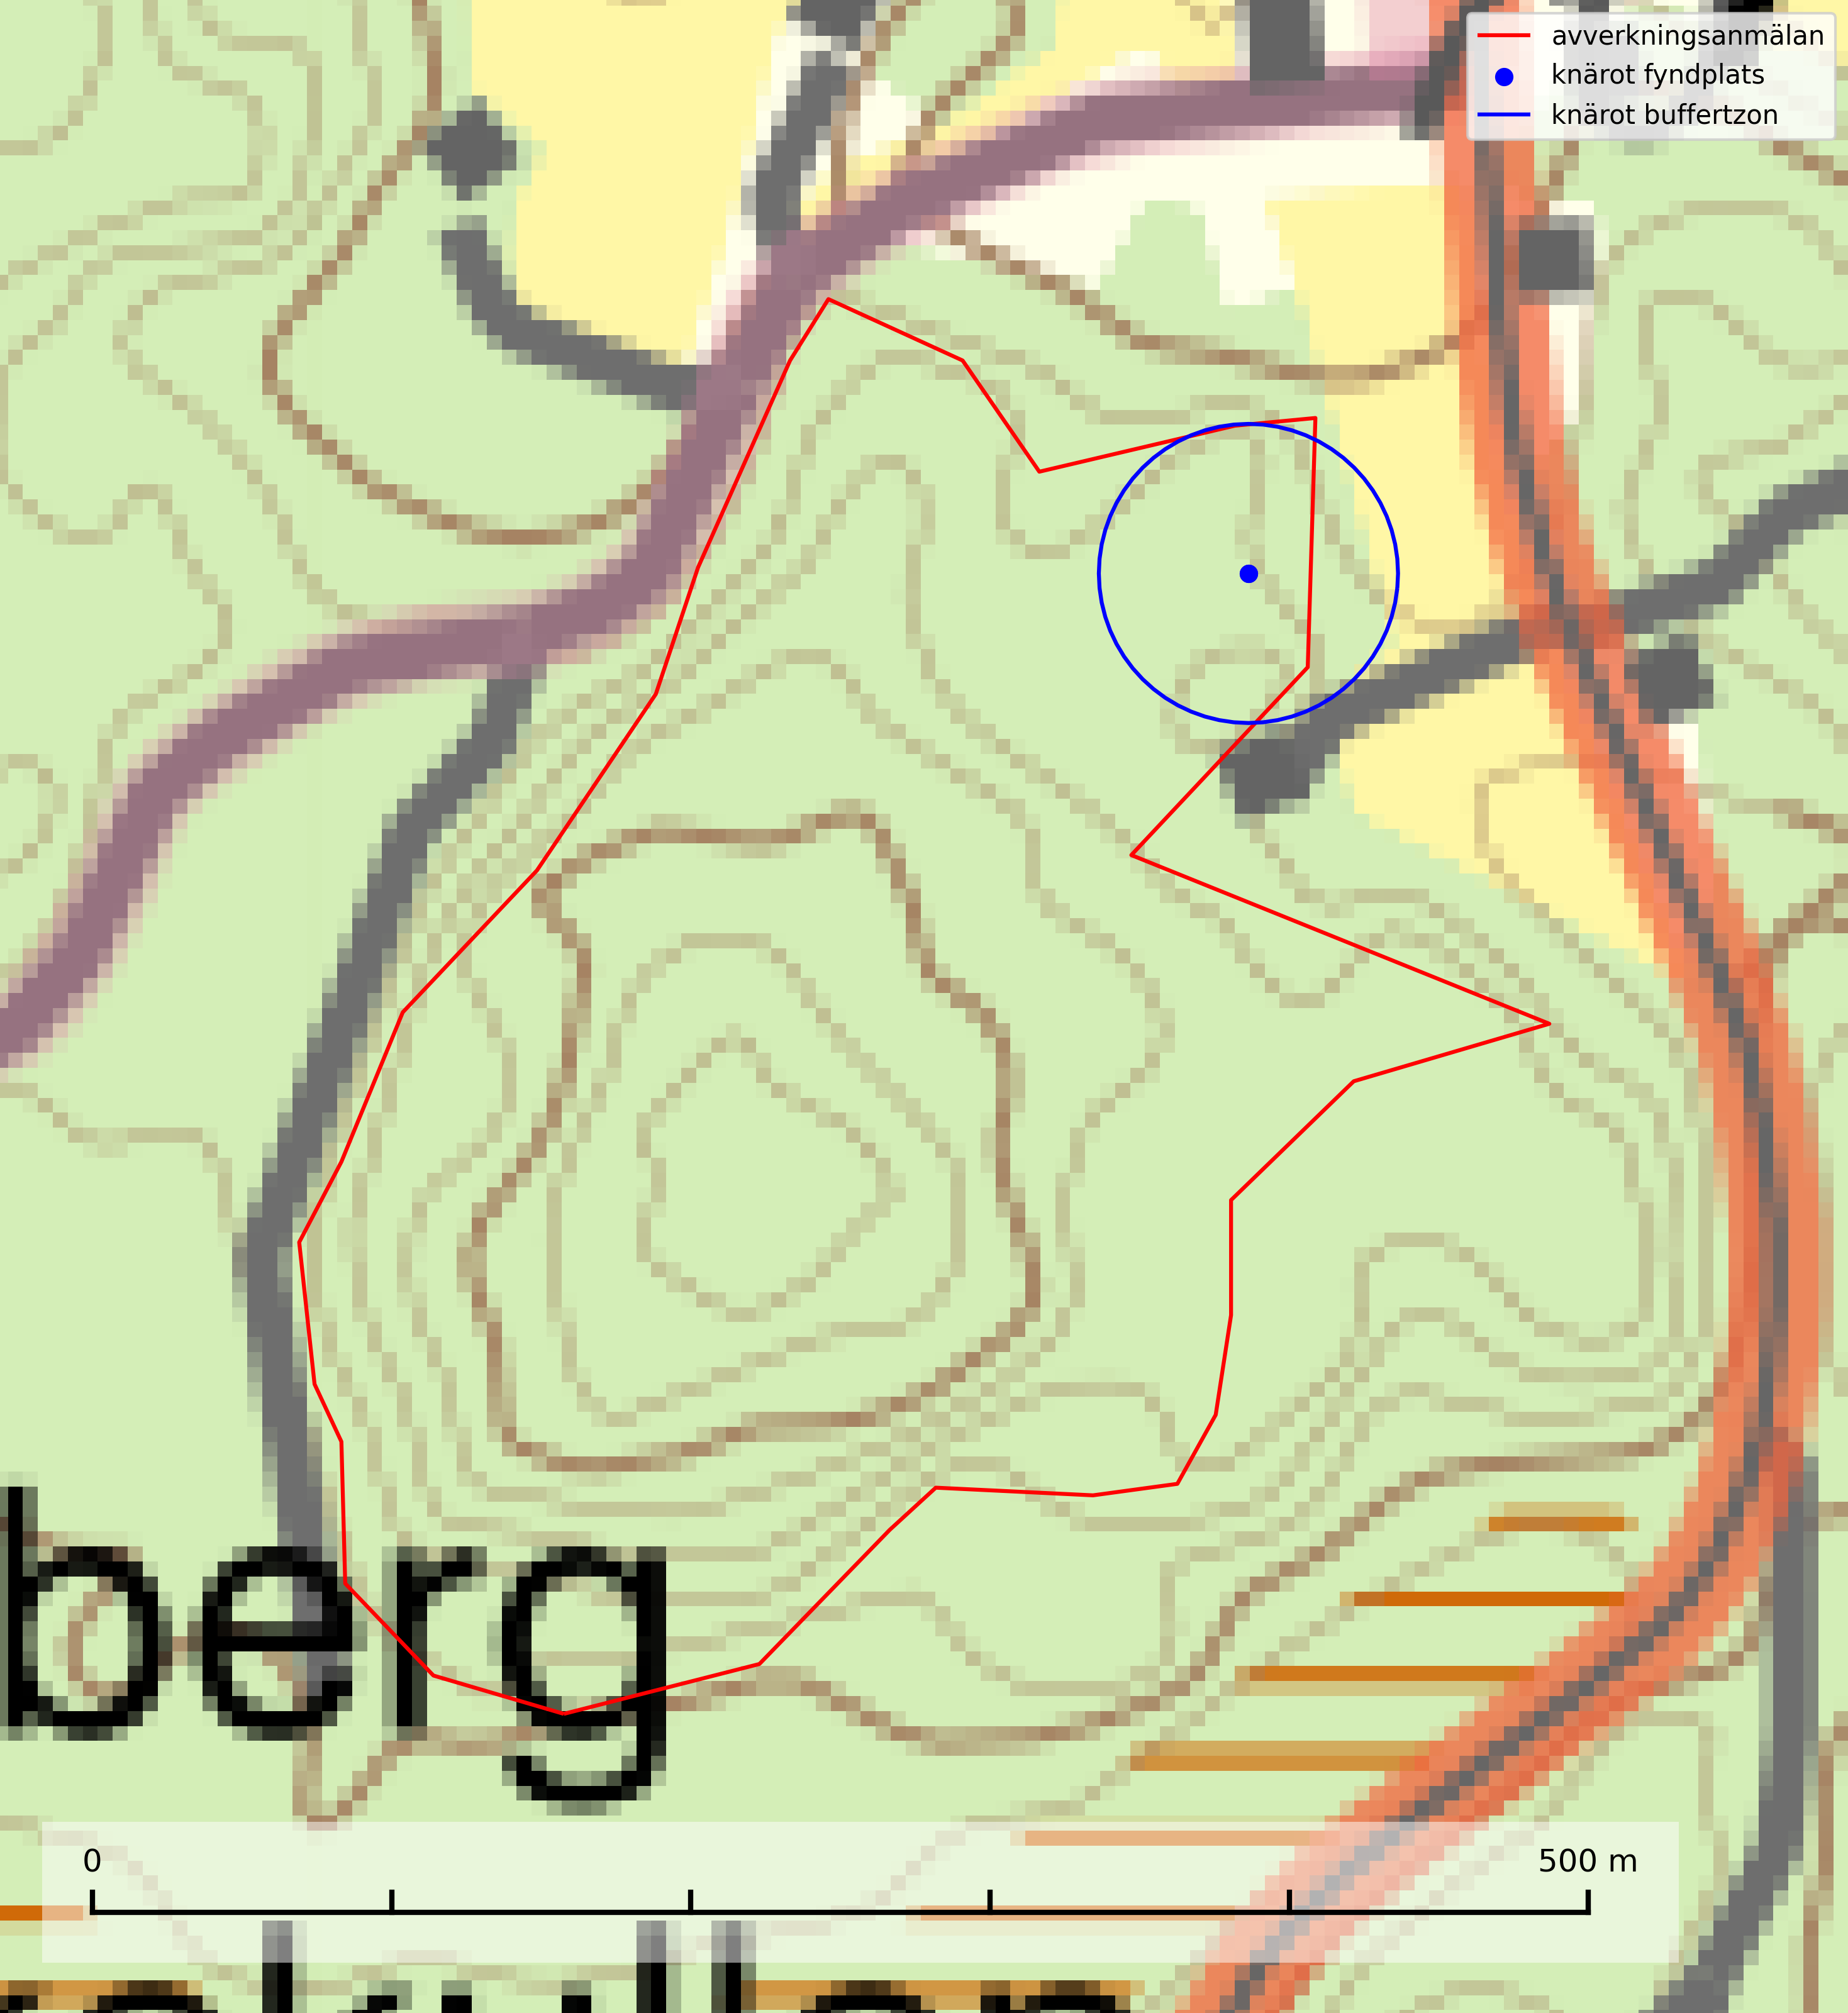 avverkningsanmälan
knärot fyndplats
knärot buffertzon
berg
0 500 m